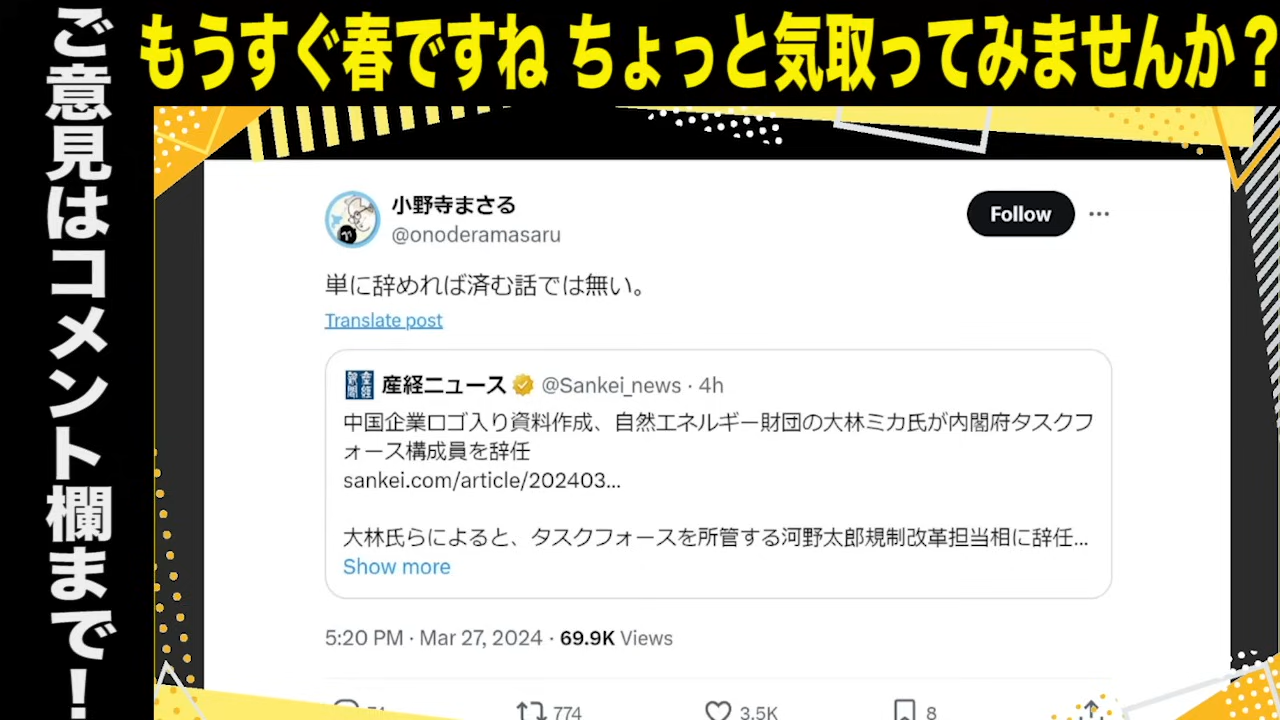 もうすぐ春ですね ちょっと気取ってみませんか？
ご意見はコメント欄まで！
小野寺まさる
@onoderamasaru
Follow
単に辞めれば済む話では無い。
Translate post
産経ニュース @Sankei_news · 4h
中国企業ロゴ入り資料作成、自然エネルギー財団の大林ミカ氏が内閣府タスクフ
ォース構成員を辞任
sankei.com/article/202403…
大林氏らによると、タスクフォースを所管する河野太郎規制改革担当相に辞任…
Show more
5:20 PM · Mar 27, 2024 · 69.9K Views
774 3.5K 8